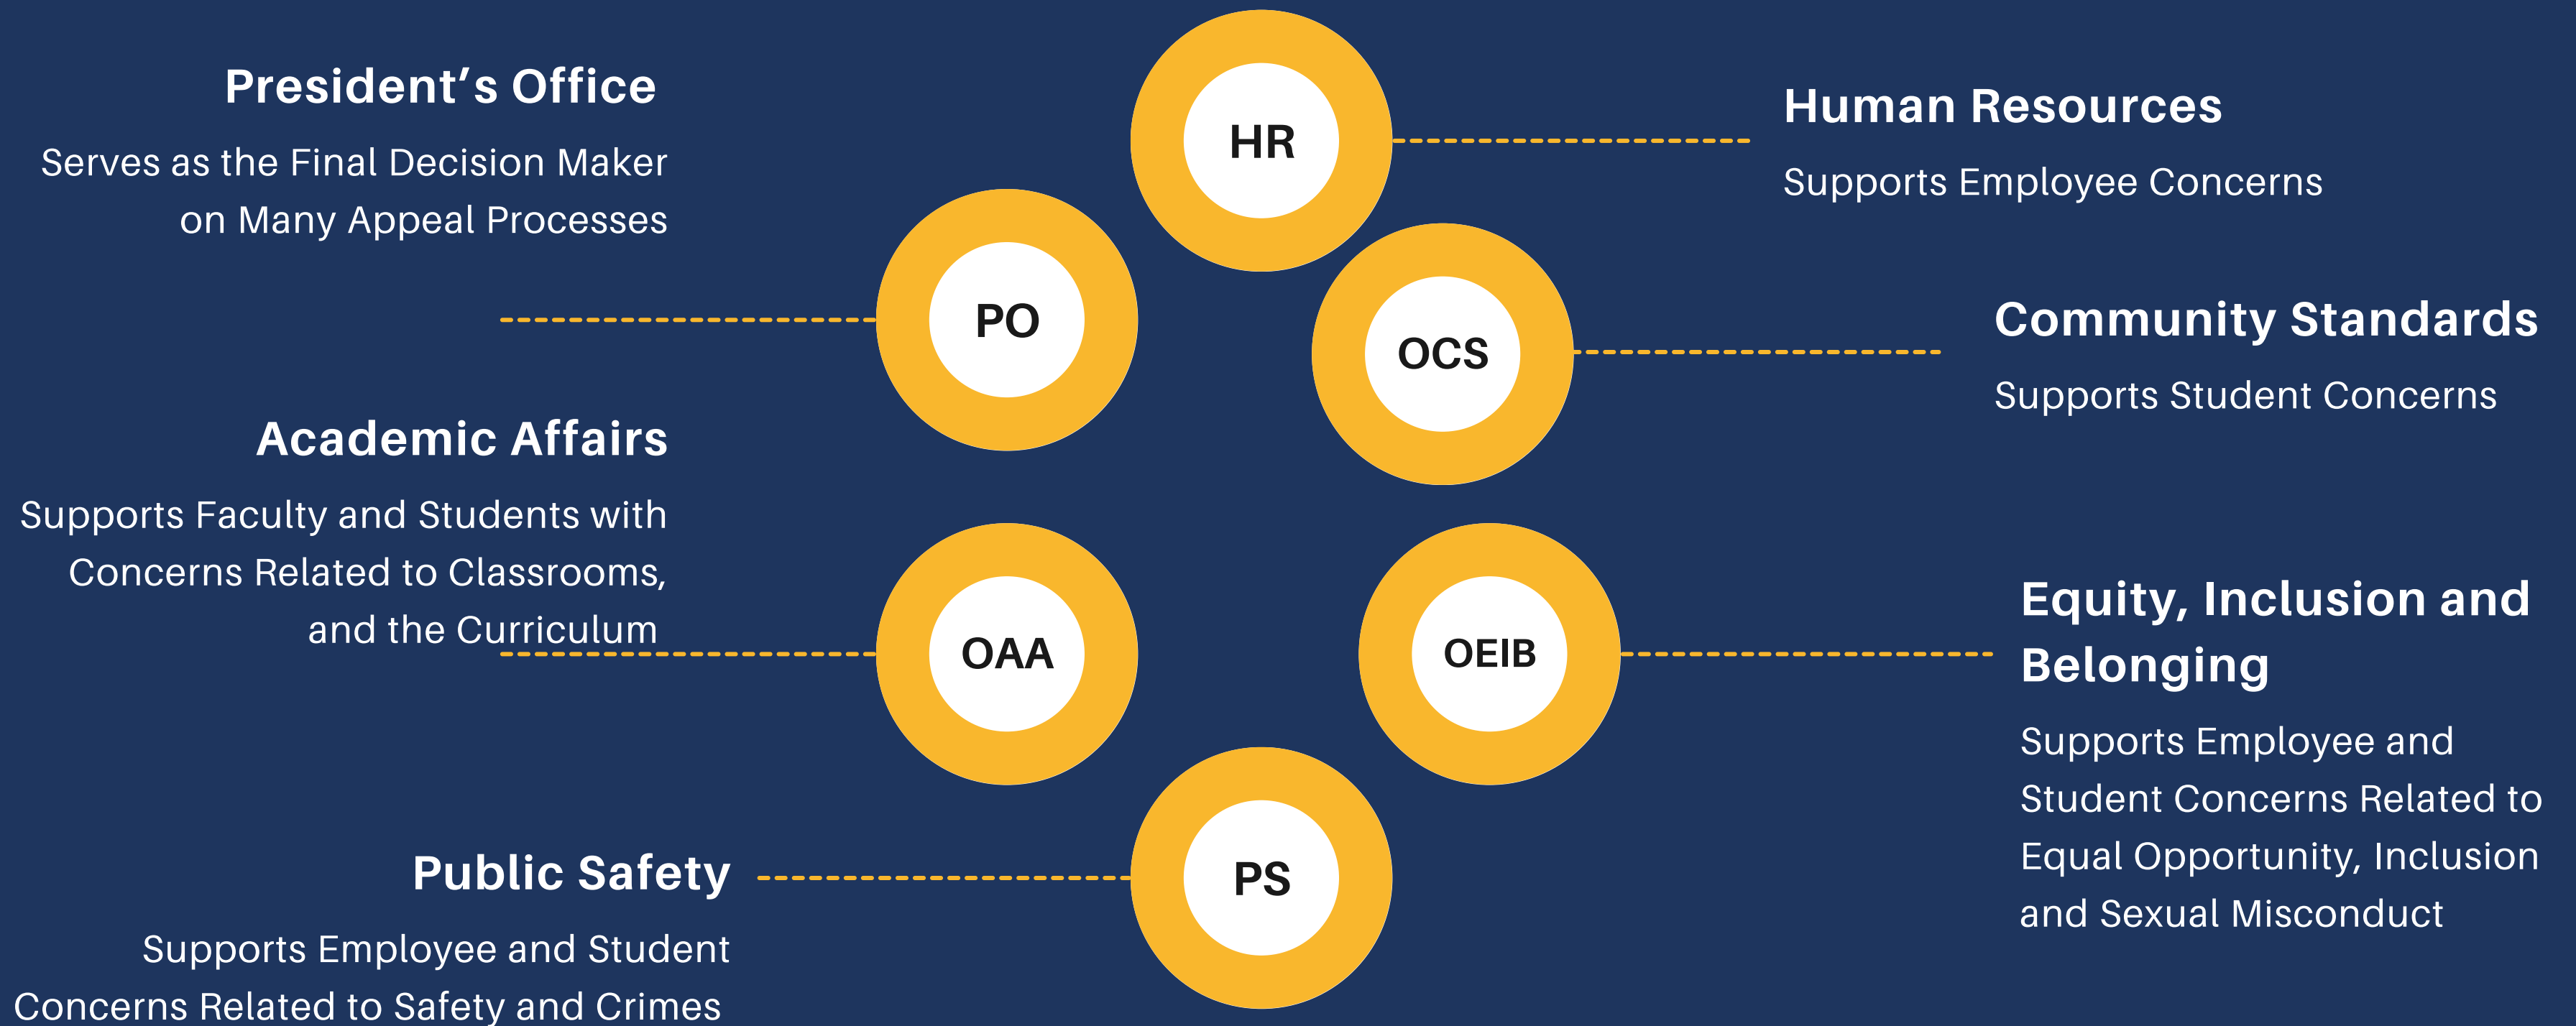 President’s Office
Serves as the Final Decision Maker
on Many Appeal Processes
HR
Human Resources
Supports Employee Concerns
PO
OCS
Community Standards
Supports Student Concerns
Academic Affairs
Supports Faculty and Students with
Concerns Related to Classrooms,
and the Curriculum
OAA
OEIB
Equity, Inclusion and
Belonging
Supports Employee and
Student Concerns Related to
Equal Opportunity, Inclusion
and Sexual Misconduct
Public Safety
Supports Employee and Student
Concerns Related to Safety and Crimes
PS